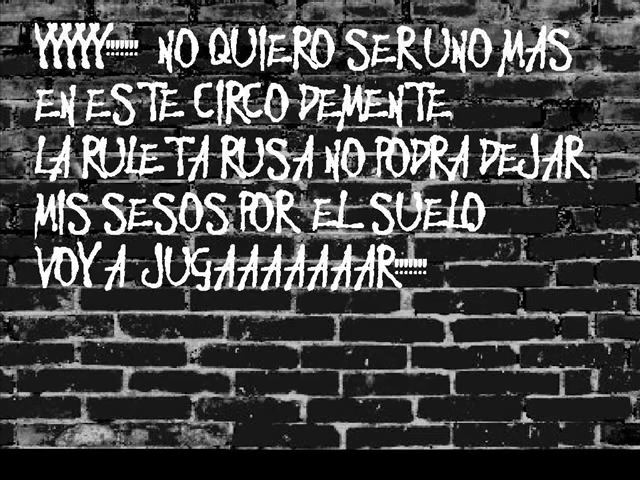 YYYYY!!!!!!! NO QUIERO SER UNO MAS
EN ESTE CIRCO DEMENTE
LA RULETA RUSA NO PODRA DEJAR
MIS SESOS POR EL SUELO
VOY A JUGAAAAAAAR!!!!!!!